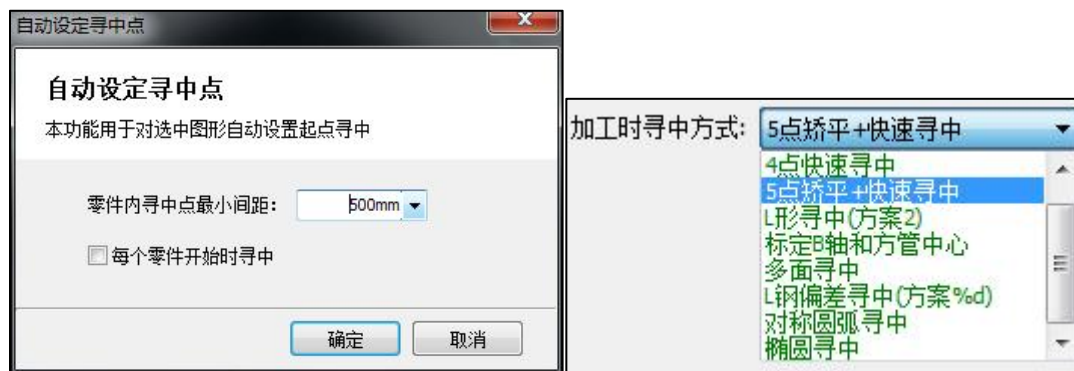 自动设定寻中点
自动设定寻中点
本功能用于对选中图形自动设置起点寻中
零件内寻中点最小间距: 500mm
每个零件开始时寻中
确定 取消
加工时寻中方式: 5点矫平+快速寻中
4点快速寻中
5点矫平+快速寻中
L形寻中(方案2)
标定B轴和方管中心
多面寻中
L钢偏差寻中(方案%d)
对称圆弧寻中
椭圆寻中